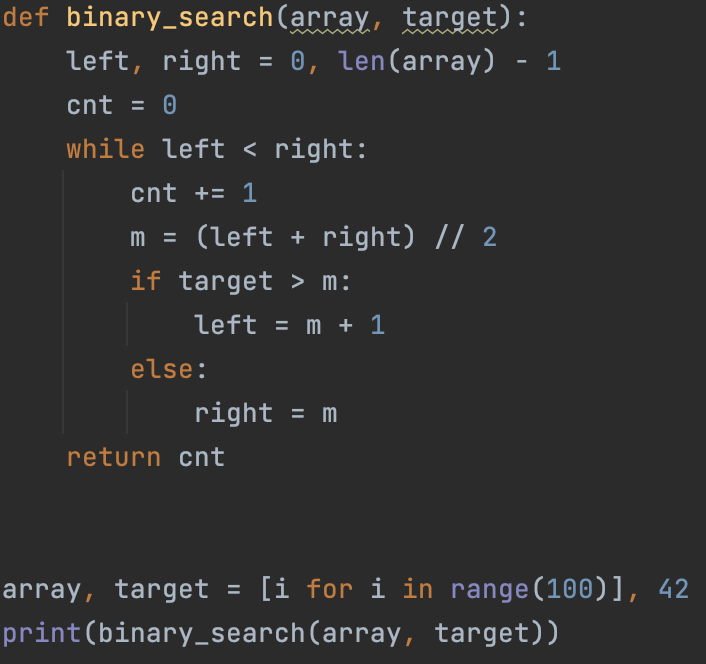 def binary_search(array, target):
    left, right = 0, len(array) - 1
    cnt = 0
    while left < right:
        cnt += 1
        m = (left + right) // 2
        if target > m:
            left = m + 1
        else:
            right = m
    return cnt


array, target = [i for i in range(100)], 42
print(binary_search(array, target))